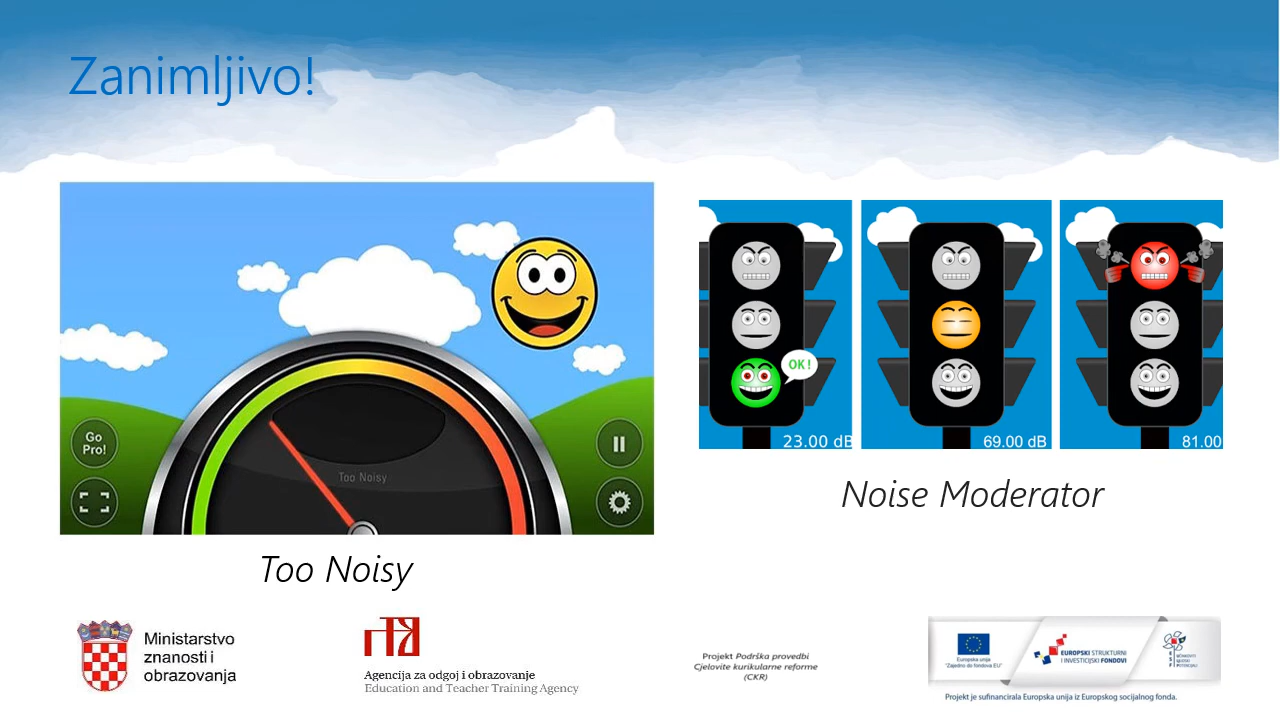 Zanimljivo!
Go
Pro!
Too Noisy
OK!
23.00 dB
69.00 dB
81.00
Noise Moderator
Too Noisy
Ministarstvo
znanosti i
obrazovanja
Agencija za odgoj i obrazovanje
Education and Teacher Training Agency
Projekt Podrška provedbi
Cjelovite kurikularne reforme
(CKR)
Europska unija
"Zajedno do fondova EU"
EUROPSKI STRUKTURNI
I INVESTICIJSKI FONDOVI
Projekt je sufinancirala Europska unija iz Europskog socijalnog fonda.